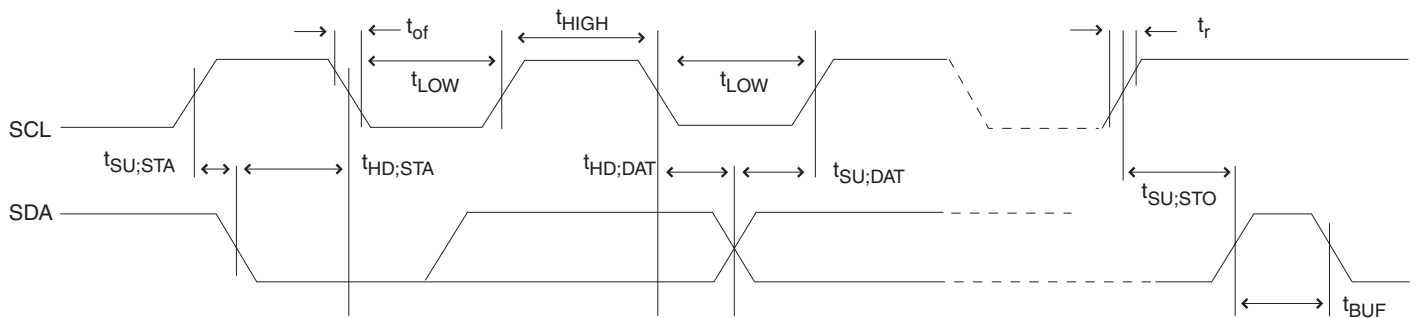 tof
tHIGH
tr
tLOW
tLOW
SCL
tSU;STA
tHD;STA
tHD;DAT
tSU;DAT
tSU;STO
SDA
tBUF